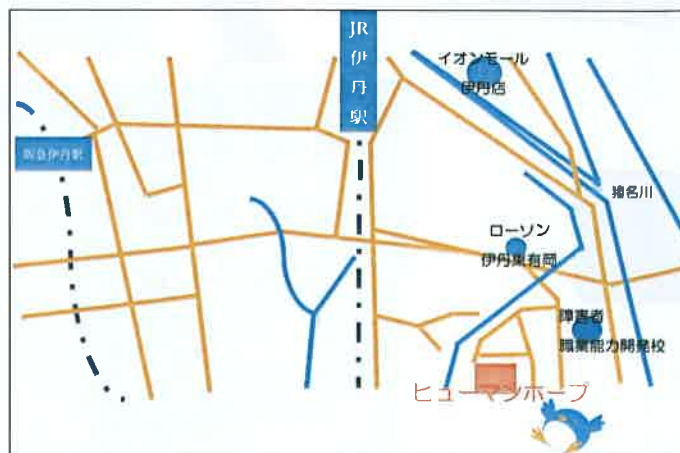 JR伊丹駅
イオンモール
伊丹店
阪急伊丹駅
猪名川
ローソン
伊丹東有岡
障害者
職業能力開発校
ヒューマンホープ